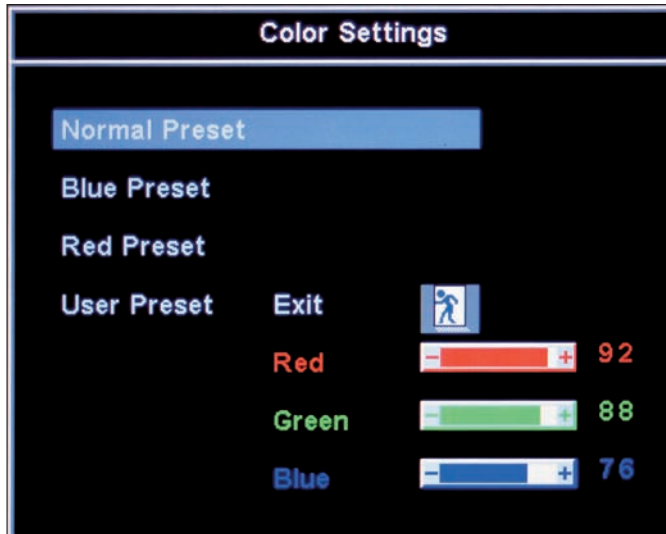 Color Settings
Normal Preset
Blue Preset
Red Preset
User Preset Exit
Red - + 92
Green - + 88
Blue - + 76